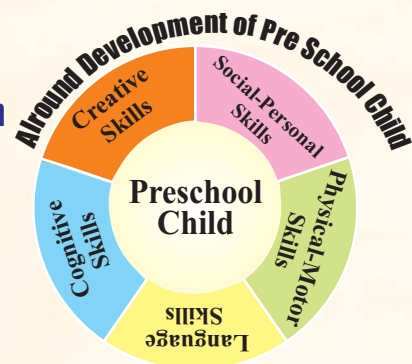 Alround Development of Pre School Child
Creative
Skills
Social-Personal
Skills
Physical-Motor
Skills
Language
Skills
Cognitive
Skills
Preschool
Child